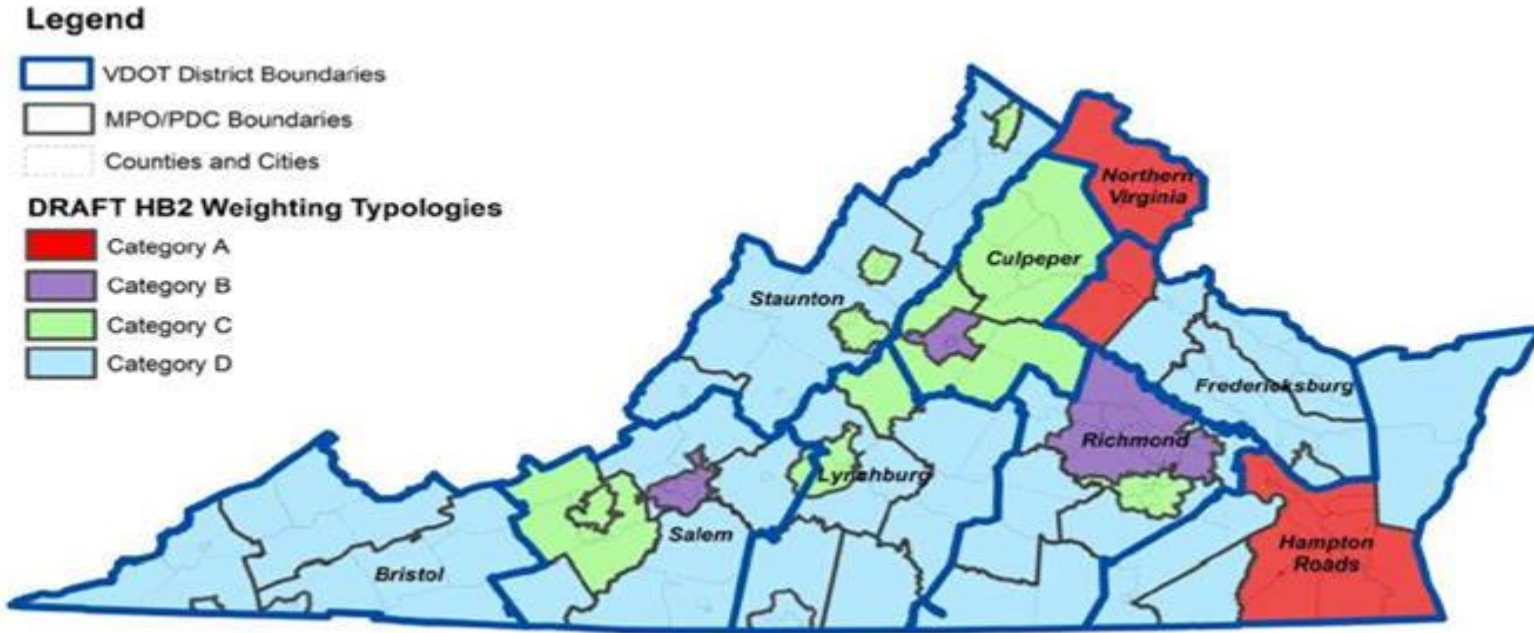 Legend
VDOT District Boundaries
MPO/PDC Boundaries
Counties and Cities
DRAFT HB2 Weighting Typologies
Category A
Category B
Category C
Category D
Northern
Virginia
Culpeper
Staunton
Fredericksburg
Richmond
Lynchburg
Salem
Hampton
Roads
Bristol